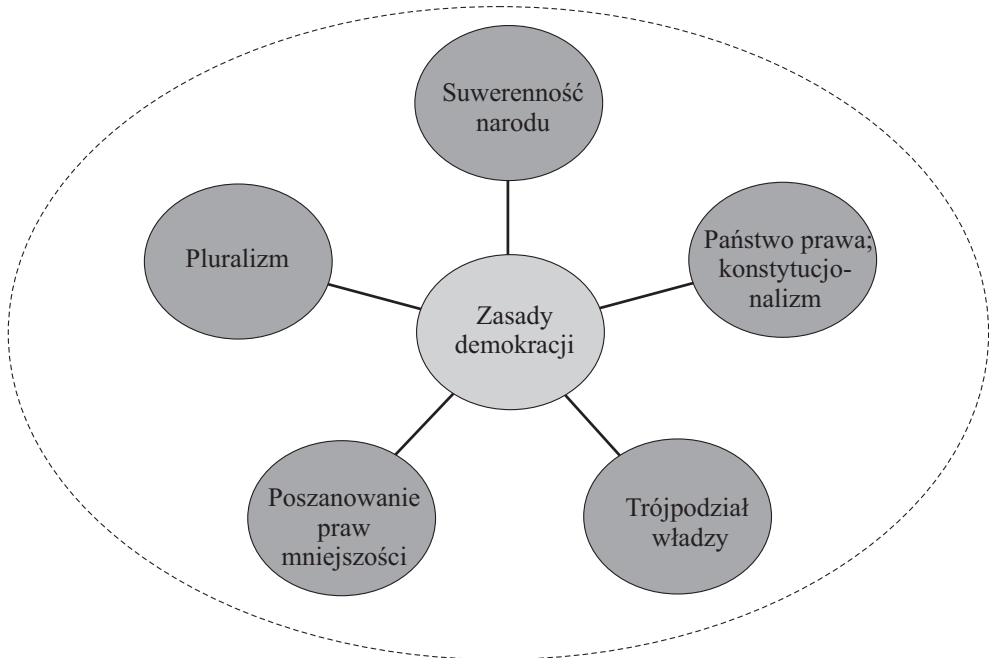 Suwerenność
narodu
Pluralizm
Państwo prawa;
konstytucjo-
nalizm
Zasady
demokracji
Poszanowanie
praw
mniejszości
Trójpodział
władzy